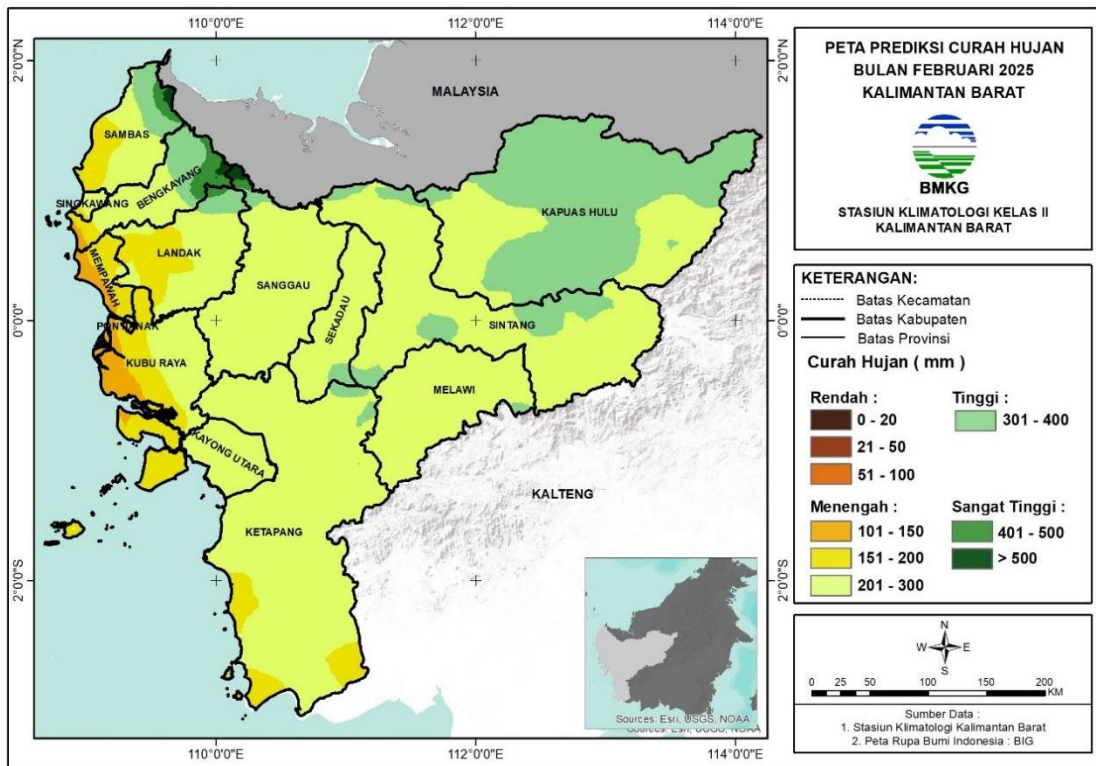 110°0'0"E
112°0'0"E
114°0'0"E
2°0'0"N
0°0'0"
2°0'0"S
2°0'0"N
0°0'0"
2°0'0"S
110°0'0"E
112°0'0"E
114°0'0"E
MALAYSIA
SAMBAS
BENGKAYANG
SINGKAWANG
KAPUAS HULU
LANDAK
MEMPAWAH
SANGGAU
SEKADAU
SINTANG
PONTIANAK
KUBU RAYA
MELAWI
KAYONG UTARA
KALTENG
KETAPANG
Sources: Esri, USGS, NOAA
Sources: Esri, USGS, NOAA
PETA PREDIKSI CURAH HUJAN
BULAN FEBRUARI 2025
KALIMANTAN BARAT
BMKG
STASIUN KLIMATOLOGI KELAS II
KALIMANTAN BARAT
KETERANGAN:
Batas Kecamatan
Batas Kabupaten
Batas Provinsi
Curah Hujan ( mm )
Rendah :
0 - 20
21 - 50
51 - 100
Menengah :
101 - 150
151 - 200
201 - 300
Tinggi :
301 - 400
Sangat Tinggi :
401 - 500
> 500
N
W E
S
0 25 50 100 150 200
KM
Sumber Data :
1. Stasiun Klimatologi Kalimantan Barat
2. Peta Rupa Bumi Indonesia : BIG